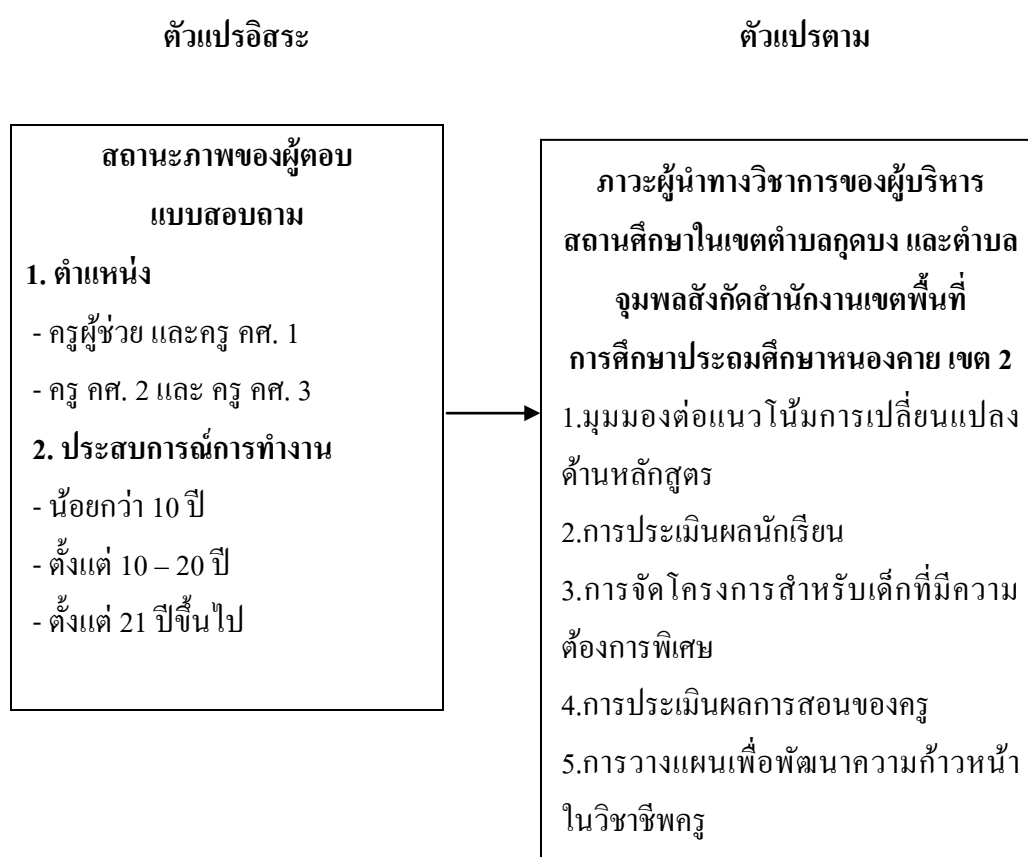 ตัวแปรอิสระ
ตัวแปรตาม
สถานะภาพของผู้ตอบ
แบบสอบถาม
1. ตำแหน่ง
- ครูผู้ช่วย และครู คศ. 1
- ครู คศ. 2 และ ครู คศ. 3
2. ประสบการณ์การทำงาน
- น้อยกว่า 10 ปี
- ตั้งแต่ 10 – 20 ปี
- ตั้งแต่ 21 ปีขึ้นไป
ภาวะผู้นำทางวิชาการของผู้บริหาร
สถานศึกษาในเขตตำบลกุดบง และตำบล
จุมพลสังกัดสำนักงานเขตพื้นที่
การศึกษาประถมศึกษาหนองคาย เขต 2
1.มุมมองต่อแนวโน้มการเปลี่ยนแปลง
ด้านหลักสูตร
2.การประเมินผลนักเรียน
3.การจัดโครงการสำหรับเด็กที่มีความ
ต้องการพิเศษ
4.การประเมินผลการสอนของครู
5.การวางแผนเพื่อพัฒนาความก้าวหน้า
ในวิชาชีพครู